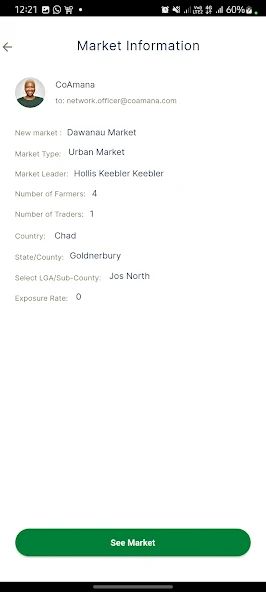 12:21 60%
Market Information
CoAmana
to: network.officer@coamana.com
New market : Dawanau Market
Market Type: Urban Market
Market Leader: Hollis Keebler Keebler
Number of Farmers: 4
Number of Traders: 1
Country: Chad
State/County: Goldnerbury
Select LGA/Sub-County: Jos North
Exposure Rate: 0
See Market